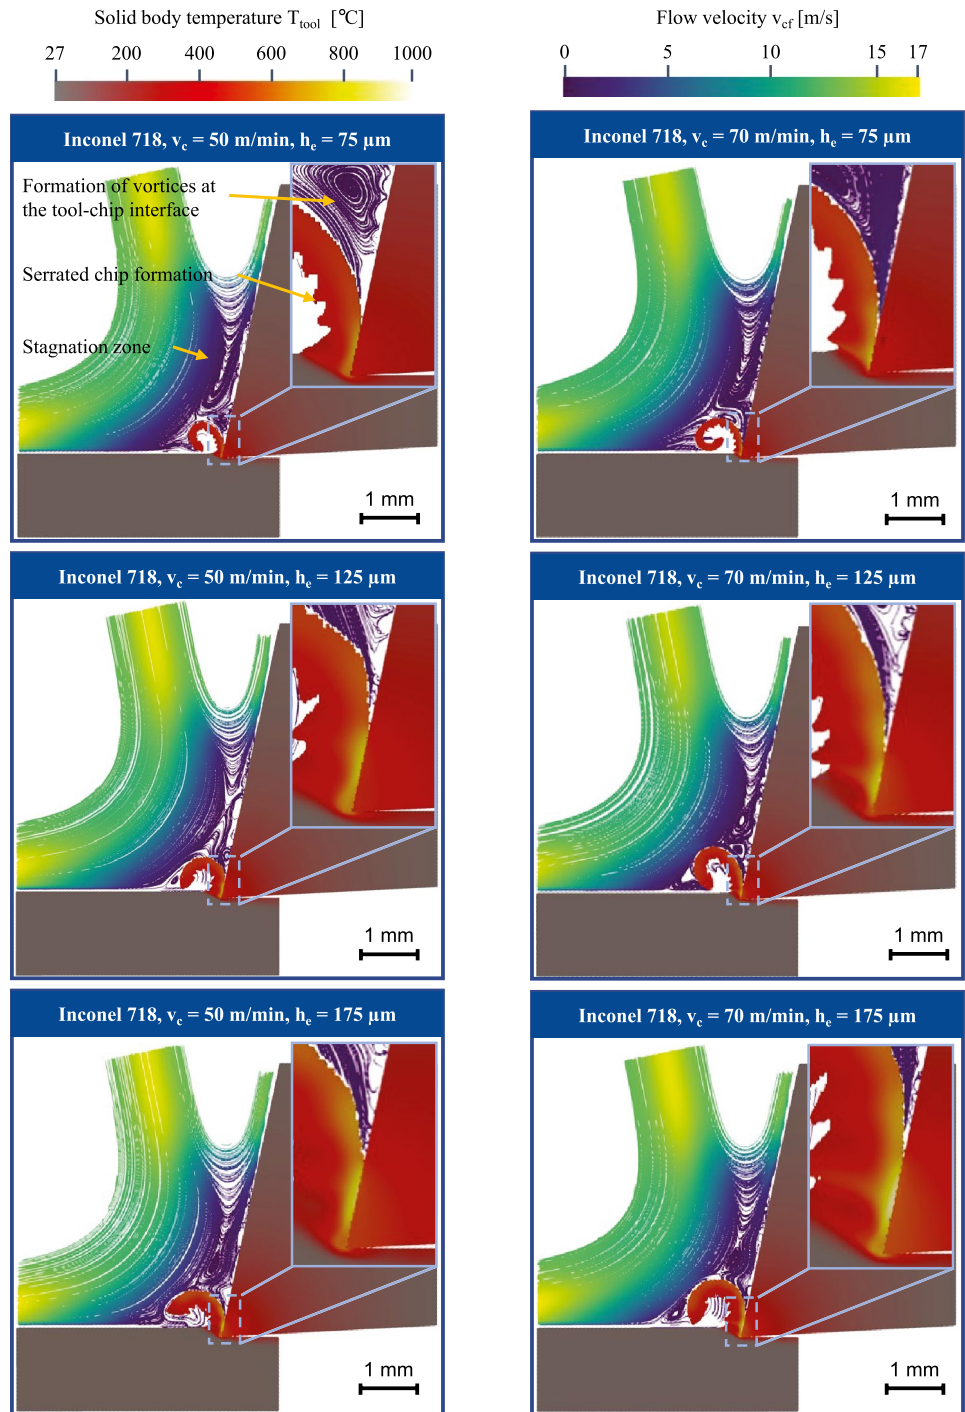 Solid body temperature T_tool [°C]
27 200 400 600 800 1000
Flow velocity v_cf [m/s]
0 5 10 15 17
Inconel 718, v_c = 50 m/min, h_e = 75 µm
Formation of vortices at
the tool-chip interface
Serrated chip formation
Stagnation zone
1 mm
Inconel 718, v_c = 70 m/min, h_e = 75 µm
1 mm
Inconel 718, v_c = 50 m/min, h_e = 125 µm
1 mm
Inconel 718, v_c = 70 m/min, h_e = 125 µm
1 mm
Inconel 718, v_c = 50 m/min, h_e = 175 µm
1 mm
Inconel 718, v_c = 70 m/min, h_e = 175 µm
1 mm